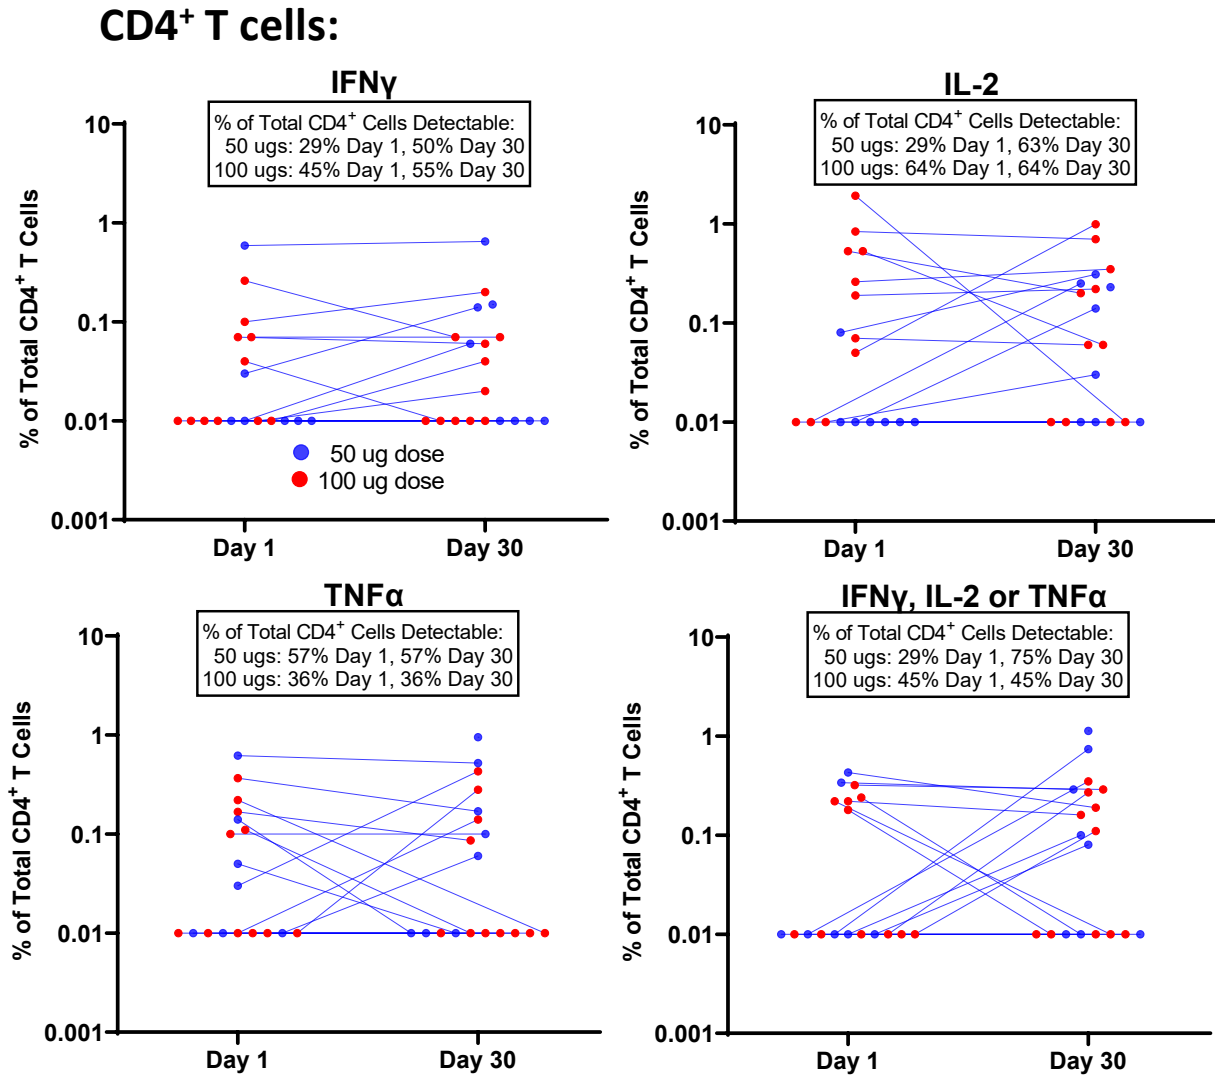 CD4⁺ T cells:
IFNγ
% of Total CD4⁺ Cells Detectable:
50 ugs: 29% Day 1, 50% Day 30
100 ugs: 45% Day 1, 55% Day 30
% of Total CD4⁺ T Cells
10
1
0.1
0.01
0.001
50 ug dose
100 ug dose
Day 1
Day 30
IL-2
% of Total CD4⁺ Cells Detectable:
50 ugs: 29% Day 1, 63% Day 30
100 ugs: 64% Day 1, 64% Day 30
% of Total CD4⁺ T Cells
10
1
0.1
0.01
0.001
Day 1
Day 30
TNFα
% of Total CD4⁺ Cells Detectable:
50 ugs: 57% Day 1, 57% Day 30
100 ugs: 36% Day 1, 36% Day 30
% of Total CD4⁺ T Cells
10
1
0.1
0.01
0.001
Day 1
Day 30
IFNγ, IL-2 or TNFα
% of Total CD4⁺ Cells Detectable:
50 ugs: 29% Day 1, 75% Day 30
100 ugs: 45% Day 1, 45% Day 30
% of Total CD4⁺ T Cells
10
1
0.1
0.01
0.001
Day 1
Day 30